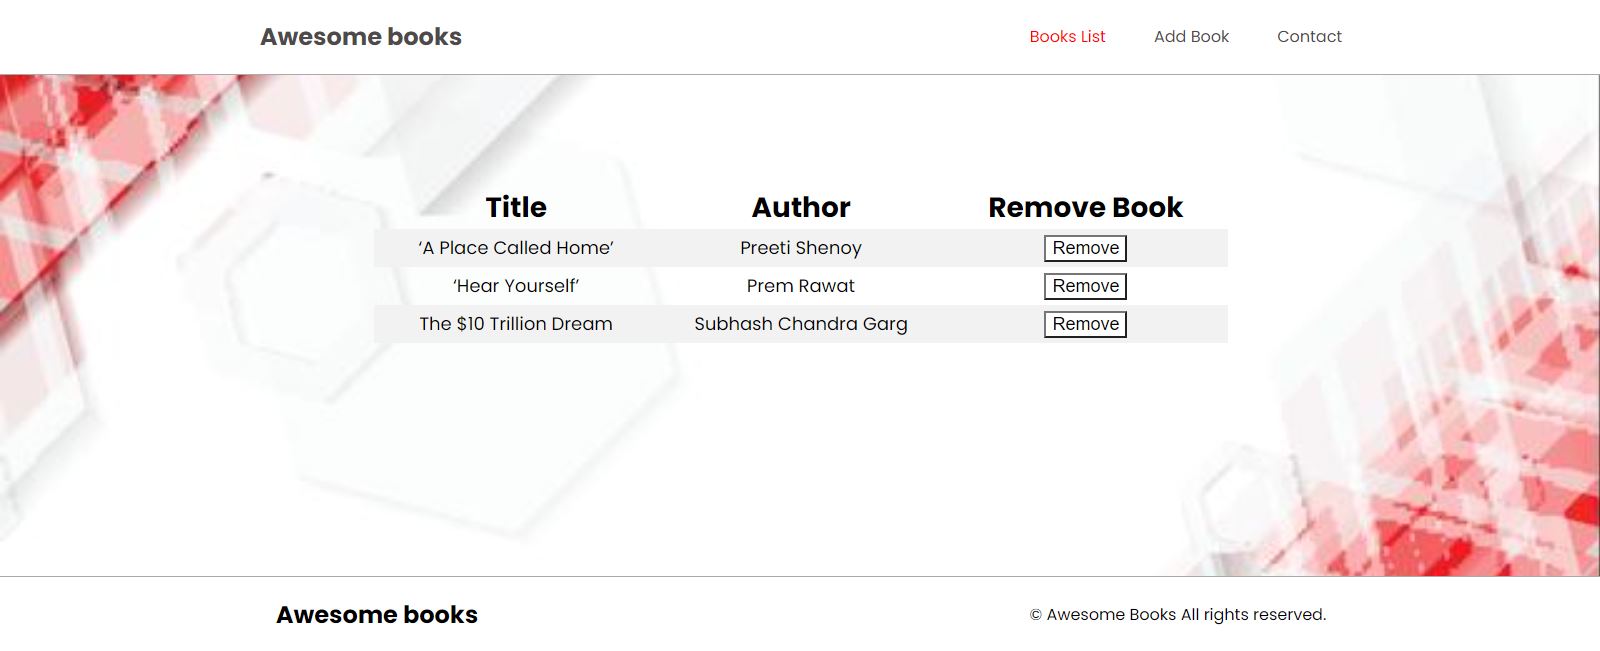 Awesome books Books List Add Book Contact
Title Author Remove Book
‘A Place Called Home’ Preeti Shenoy Remove
‘Hear Yourself’ Prem Rawat Remove
The $10 Trillion Dream Subhash Chandra Garg Remove
Awesome books © Awesome Books All rights reserved.